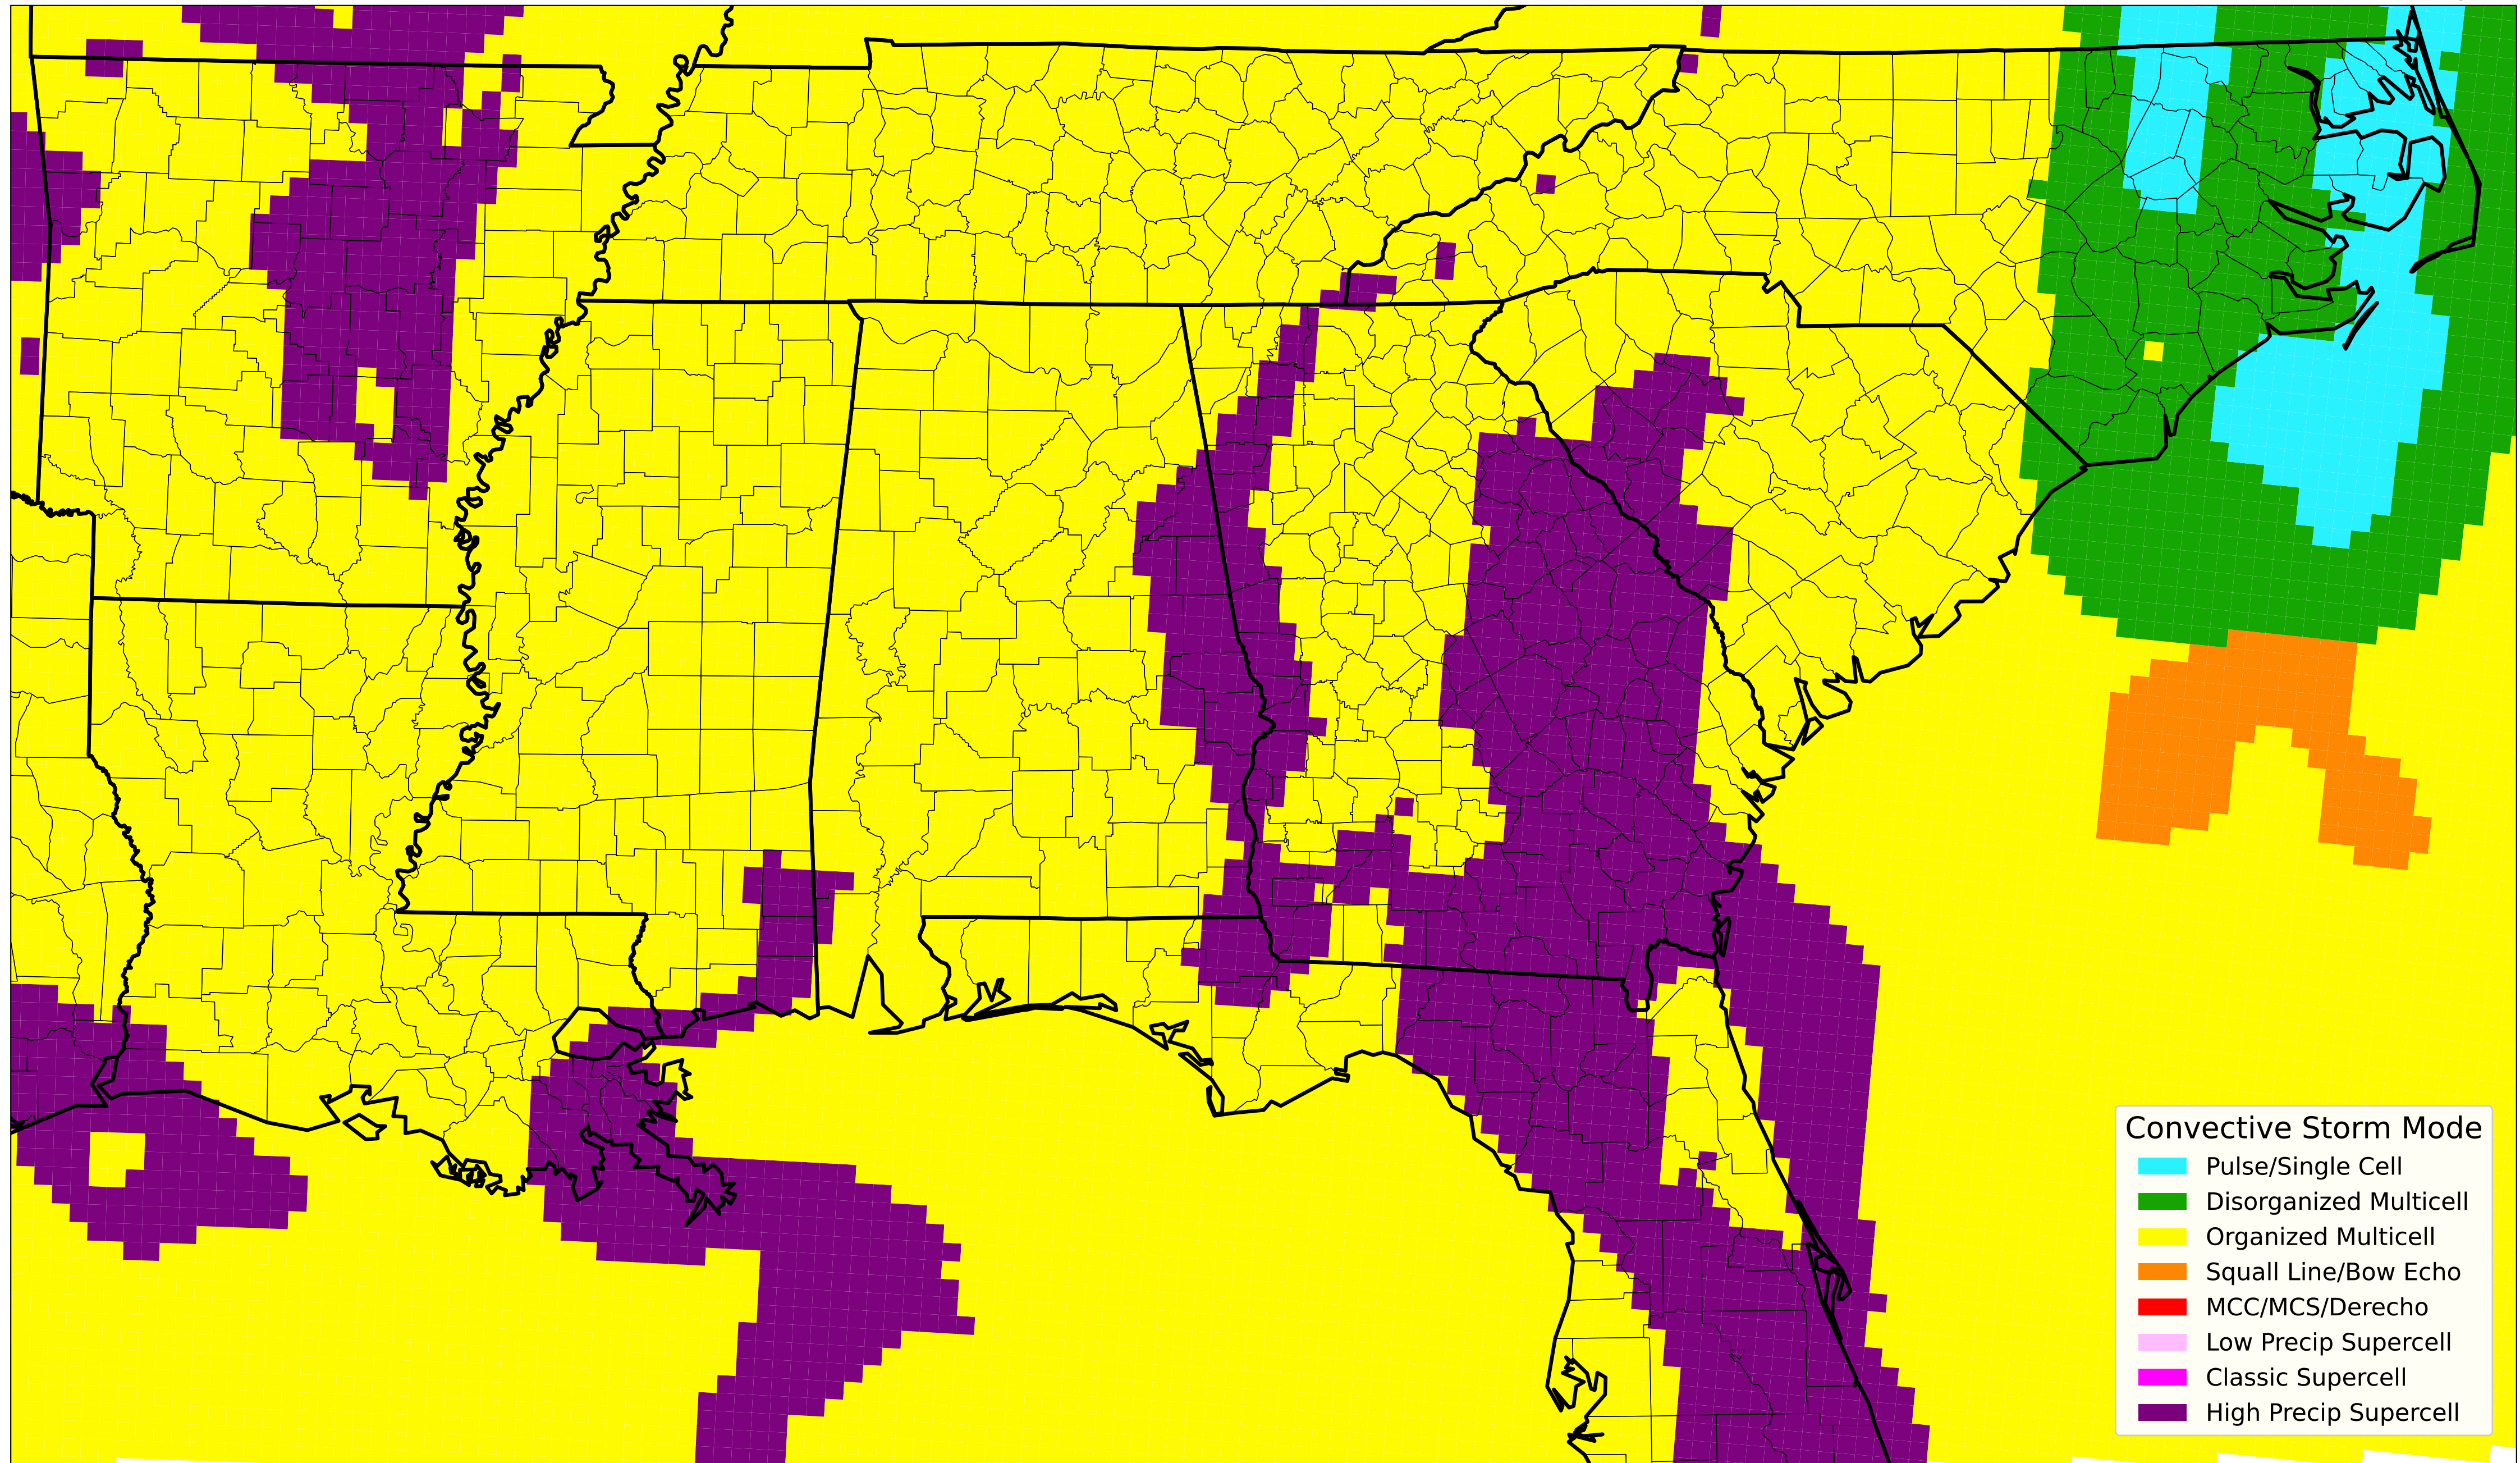 Convective Storm Mode
Pulse/Single Cell
Disorganized Multicell
Organized Multicell
Squall Line/Bow Echo
MCC/MCS/Derecho
Low Precip Supercell
Classic Supercell
High Precip Supercell